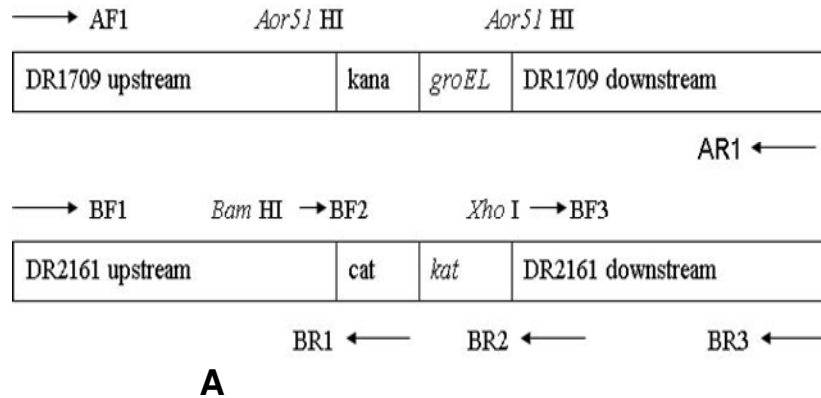 AF1 Aor51 HI Aor51 HI
DR1709 upstream kana groEL DR1709 downstream
AR1
BF1 Bam HI BF2 Xho I BF3
DR2161 upstream cat kat DR2161 downstream
BR1 BR2 BR3
A